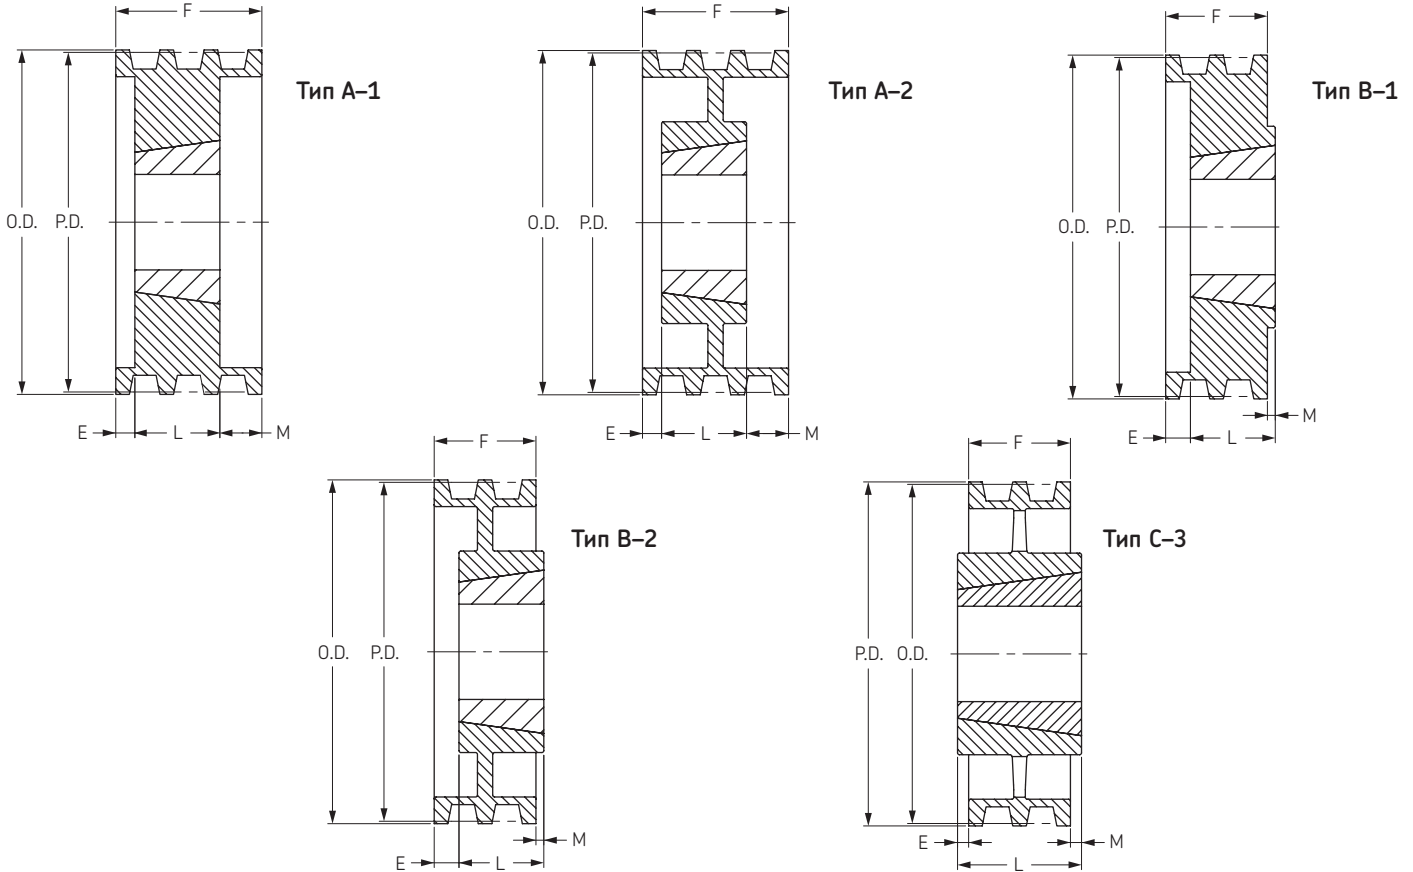 F
F
F
Тип A–1
Тип A–2
Тип B–1
O.D.
P.D.
O.D.
P.D.
O.D.
P.D.
E
L
M
E
L
M
M
E
L
F
F
Тип B–2
Тип C–3
O.D.
P.D.
P.D.
O.D.
M
E
L
E
M
L